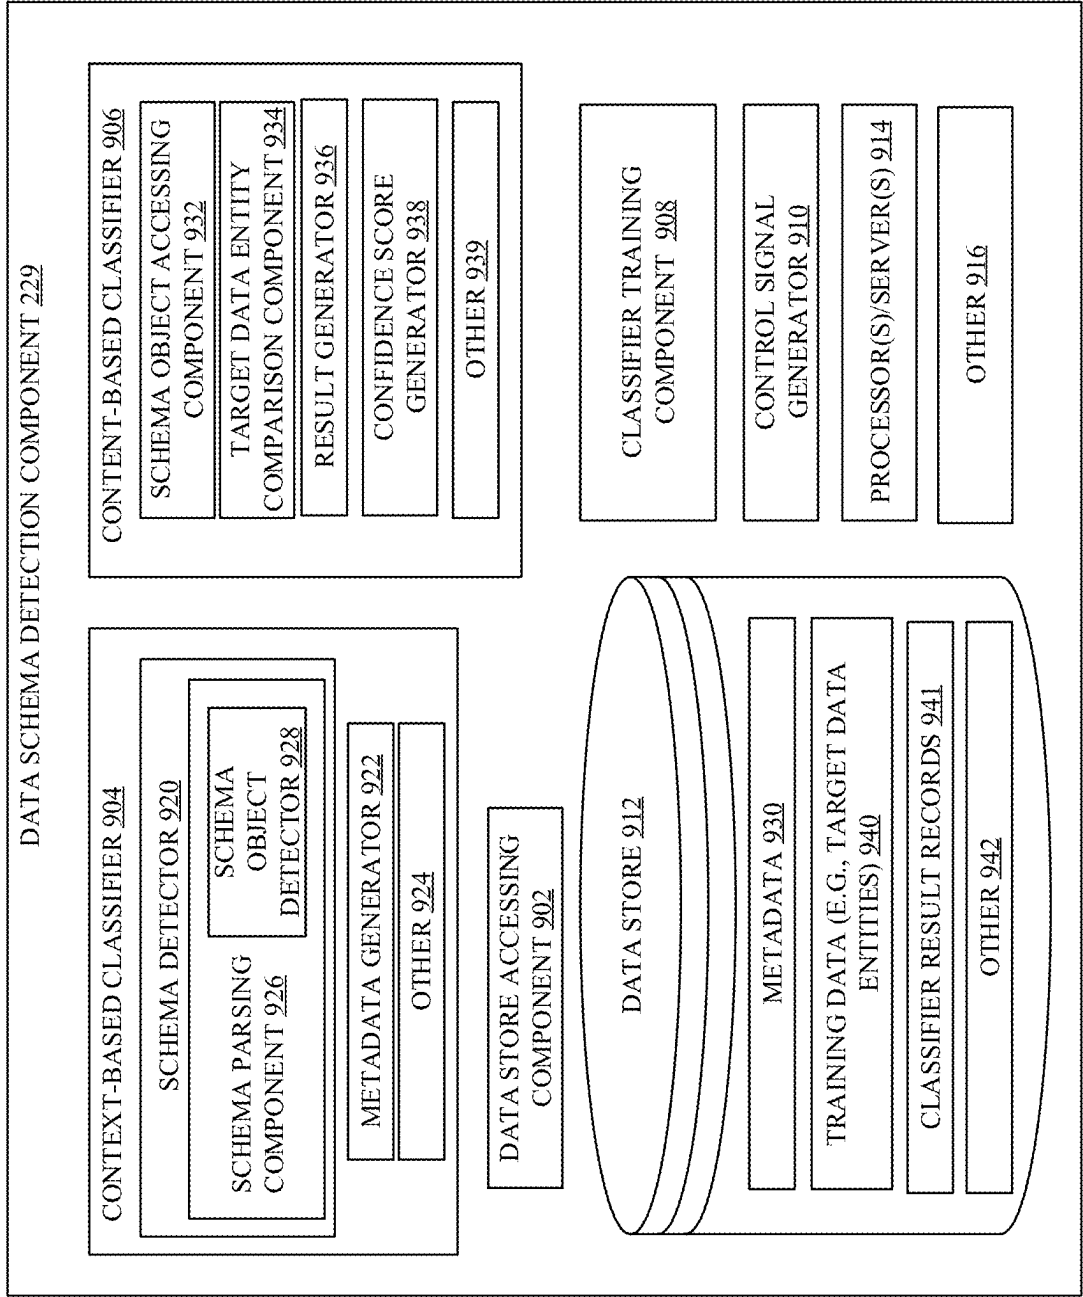 DATA SCHEMA DETECTION COMPONENT 229
CONTEXT-BASED CLASSIFIER 904
SCHEMA DETECTOR 920
SCHEMA PARSING
COMPONENT 926
SCHEMA
OBJECT
DETECTOR 928
METADATA GENERATOR 922
OTHER 924
DATA STORE ACCESSING
COMPONENT 902
CONTENT-BASED CLASSIFIER 906
SCHEMA OBJECT ACCESSING
COMPONENT 932
TARGET DATA ENTITY
COMPARISON COMPONENT 934
RESULT GENERATOR 936
CONFIDENCE SCORE
GENERATOR 938
OTHER 939
DATA STORE 912
METADATA 930
TRAINING DATA (E.G., TARGET DATA
ENTITIES) 940
CLASSIFIER RESULT RECORDS 941
OTHER 942
CLASSIFIER TRAINING
COMPONENT 908
CONTROL SIGNAL
GENERATOR 910
PROCESSOR(S)/SERVER(S) 914
OTHER 916